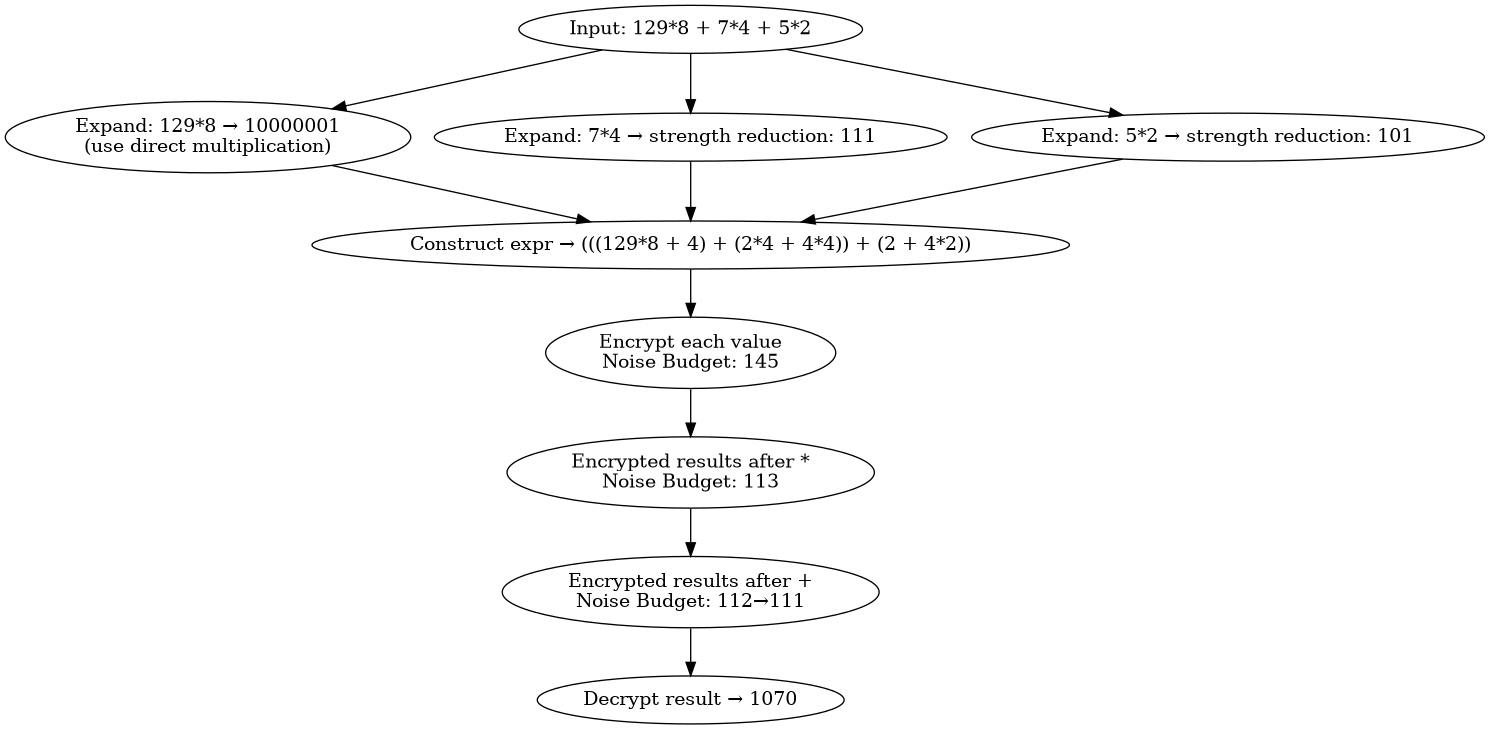 Input: 129*8 + 7*4 + 5*2
Expand: 129*8 → 10000001
(use direct multiplication)
Expand: 7*4 → strength reduction: 111
Expand: 5*2 → strength reduction: 101
Construct expr → (((129*8 + 4) + (2*4 + 4*4)) + (2 + 4*2))
Encrypt each value
Noise Budget: 145
Encrypted results after *
Noise Budget: 113
Encrypted results after +
Noise Budget: 112→111
Decrypt result → 1070